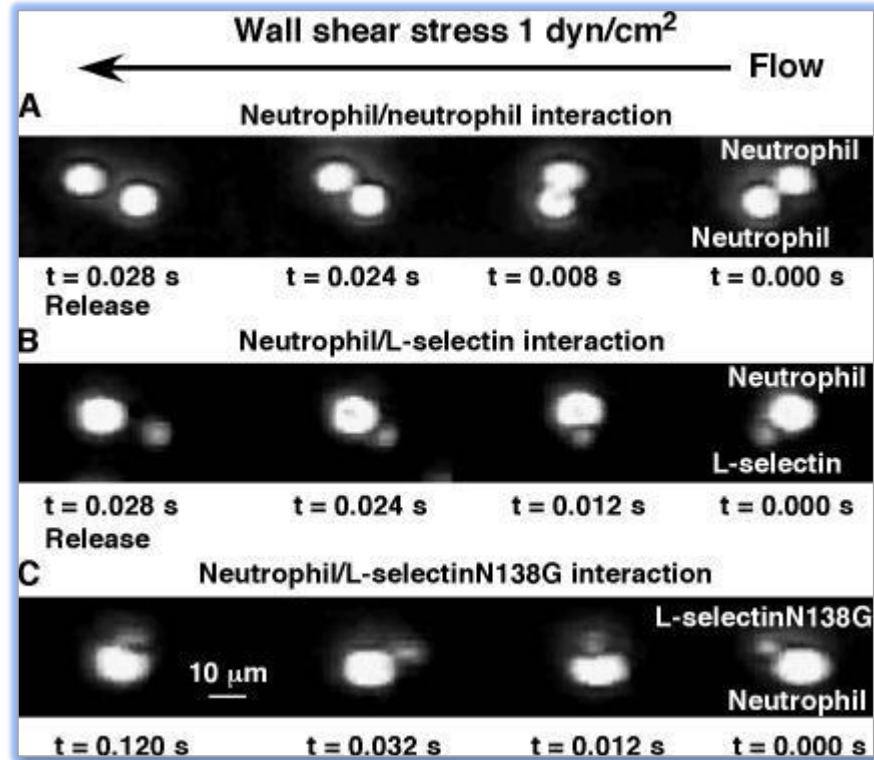 Wall shear stress 1 dyn/cm²
Flow
A
Neutrophil/neutrophil interaction
Neutrophil
Neutrophil
t = 0.028 s t = 0.024 s t = 0.008 s t = 0.000 s
Release
B
Neutrophil/L-selectin interaction
Neutrophil
L-selectin
t = 0.028 s t = 0.024 s t = 0.012 s t = 0.000 s
Release
C
Neutrophil/L-selectinN138G interaction
L-selectinN138G
10 μm
Neutrophil
t = 0.120 s t = 0.032 s t = 0.012 s t = 0.000 s